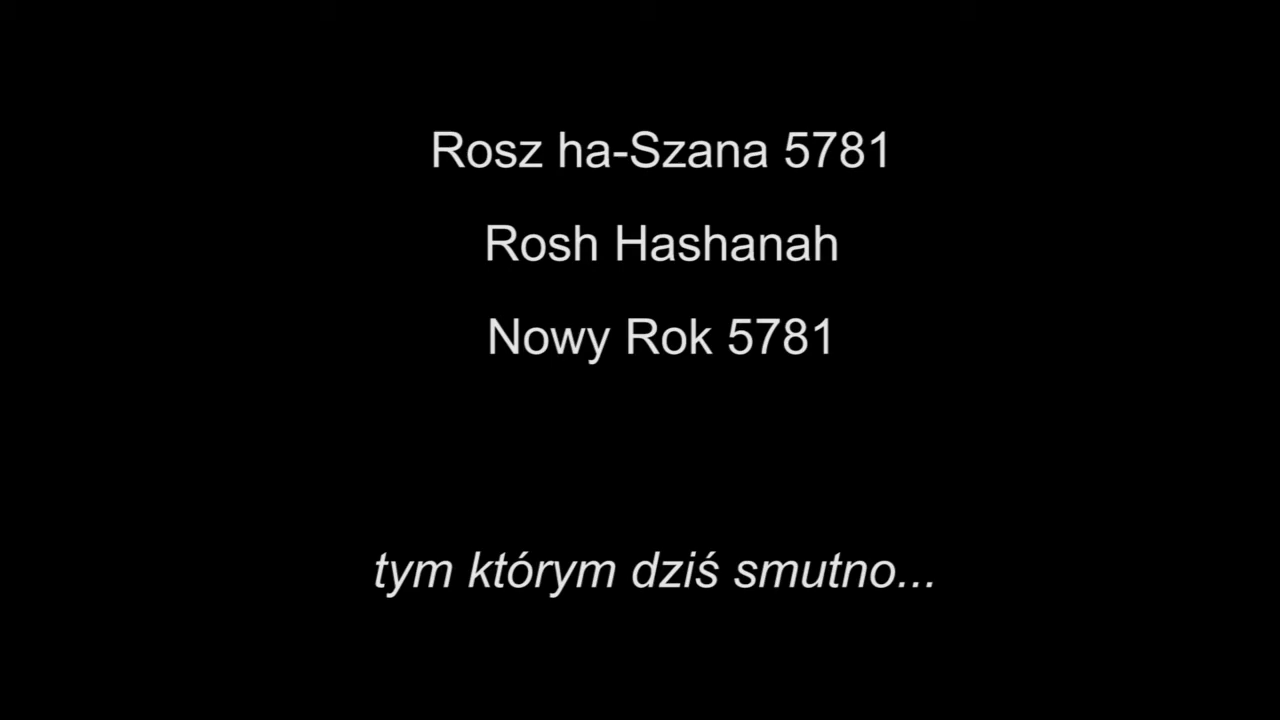 Rosz ha-Szana 5781
Rosh Hashanah
Nowy Rok 5781
tym którym dziś smutno...